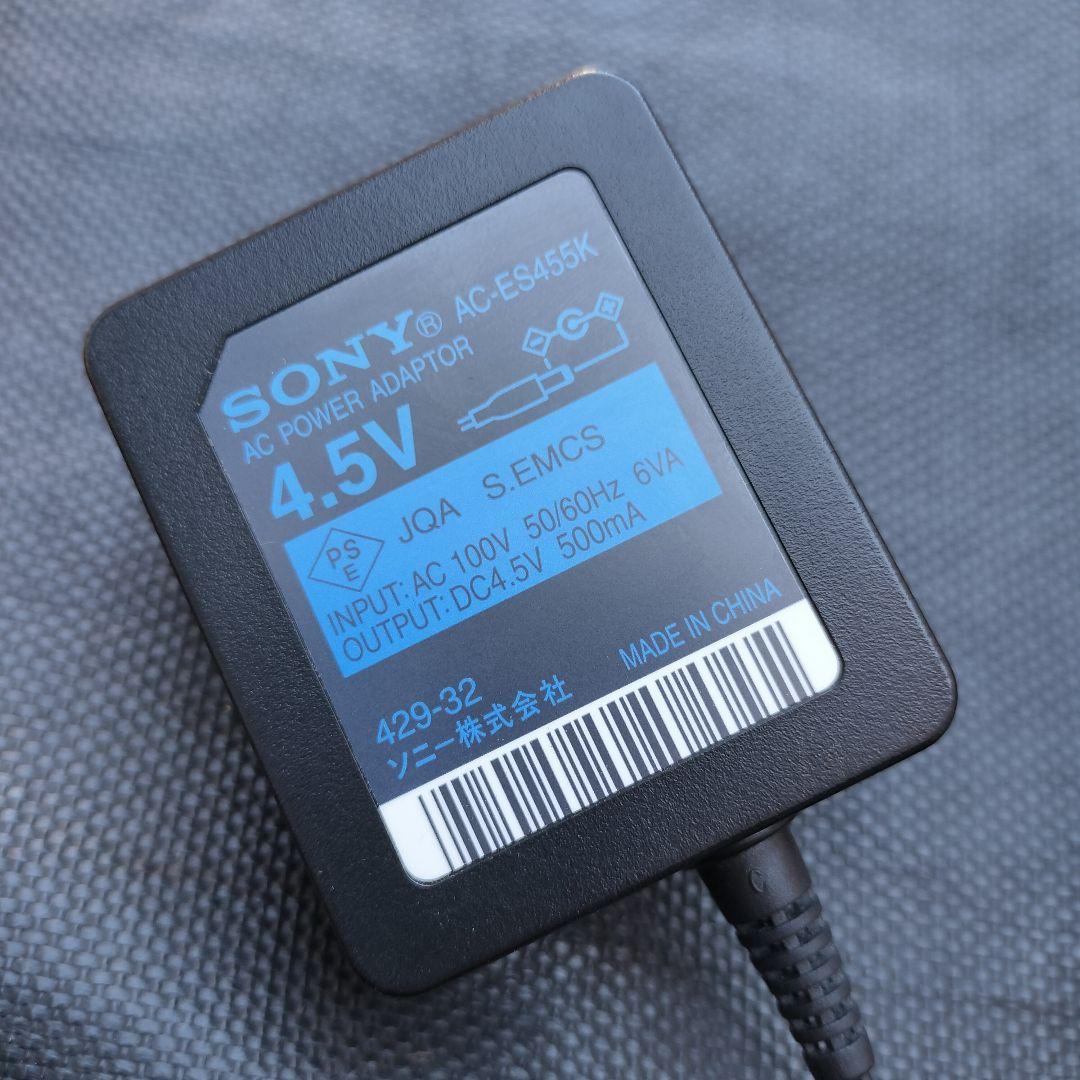 SONY® AC-ES455K
AC POWER ADAPTOR
4.5V
PSE JQA S.EMCS
INPUT: AC 100V 50/60Hz 6VA
OUTPUT: DC4.5V 500mA
MADE IN CHINA
429-32
ソニー株式会社